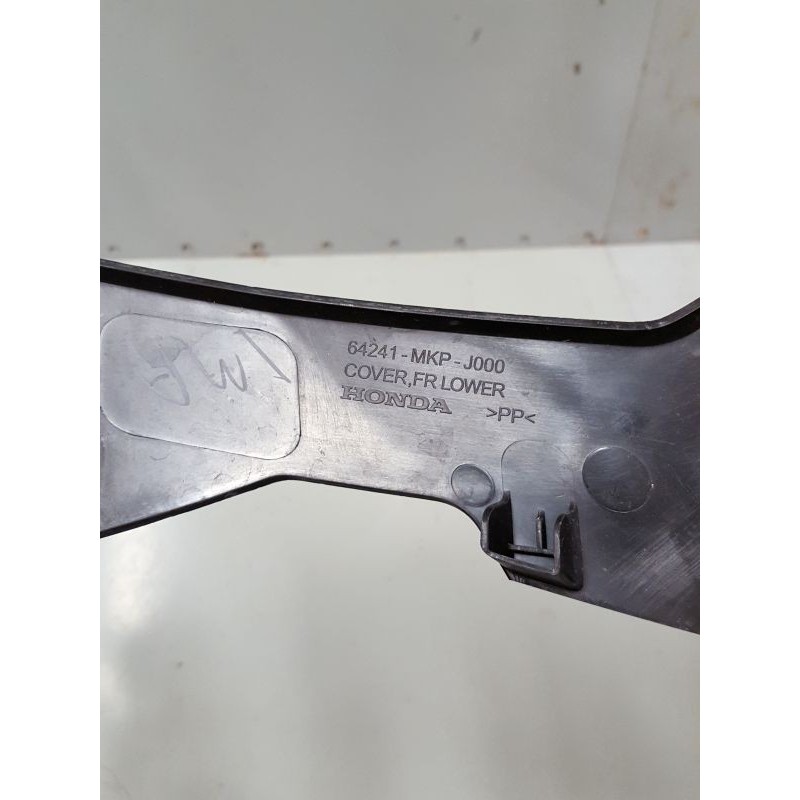 64241-MKP-J000
COVER,FR LOWER
HONDA >PP<